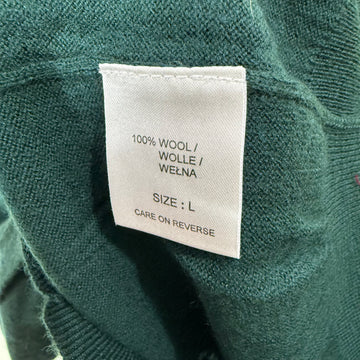 100% WOOL /
WOLLE /
WEŁNA
SIZE : L
CARE ON REVERSE